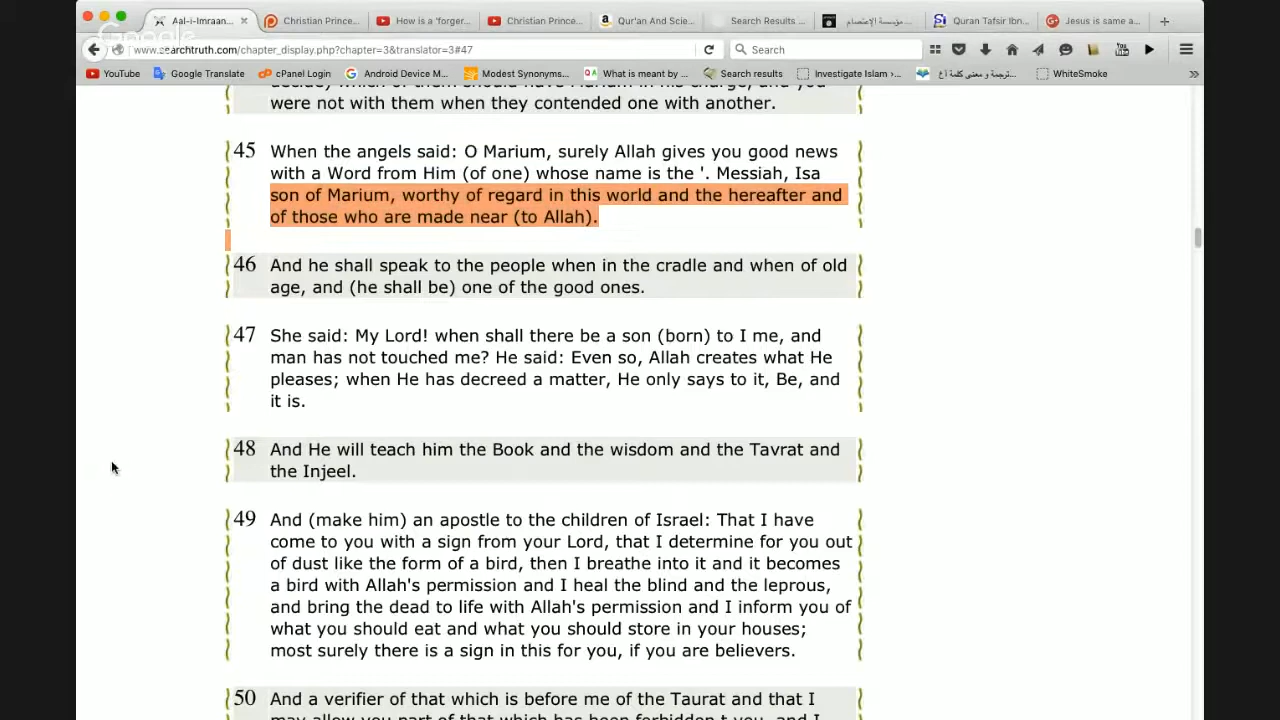 Aal-i-Imraan...
Christian Prince...
How is a 'forger...
Christian Prince...
Qur'An And Scie...
Search Results ...
مؤسسة الإعتصام...
Quran Tafsir Ibn...
Jesus is same a...
Google
www.searchtruth.com/chapter_display.php?chapter=3&translator=3#47
Search
YouTube
Google Translate
cPanel Login
Android Device M...
Modest Synonyms...
What is meant by ...
Search results
Investigate Islam ›...
ترجمة و معنى كلمة أ...
WhiteSmoke
were not with them when they contended one with another.
45 When the angels said: O Marium, surely Allah gives you good news
with a Word from Him (of one) whose name is the '. Messiah, Isa
son of Marium, worthy of regard in this world and the hereafter and
of those who are made near (to Allah).
46 And he shall speak to the people when in the cradle and when of old
age, and (he shall be) one of the good ones.
47 She said: My Lord! when shall there be a son (born) to I me, and
man has not touched me? He said: Even so, Allah creates what He
pleases; when He has decreed a matter, He only says to it, Be, and
it is.
48 And He will teach him the Book and the wisdom and the Tavrat and
the Injeel.
49 And (make him) an apostle to the children of Israel: That I have
come to you with a sign from your Lord, that I determine for you out
of dust like the form of a bird, then I breathe into it and it becomes
a bird with Allah's permission and I heal the blind and the leprous,
and bring the dead to life with Allah's permission and I inform you of
what you should eat and what you should store in your houses;
most surely there is a sign in this for you, if you are believers.
50 And a verifier of that which is before me of the Taurat and that I